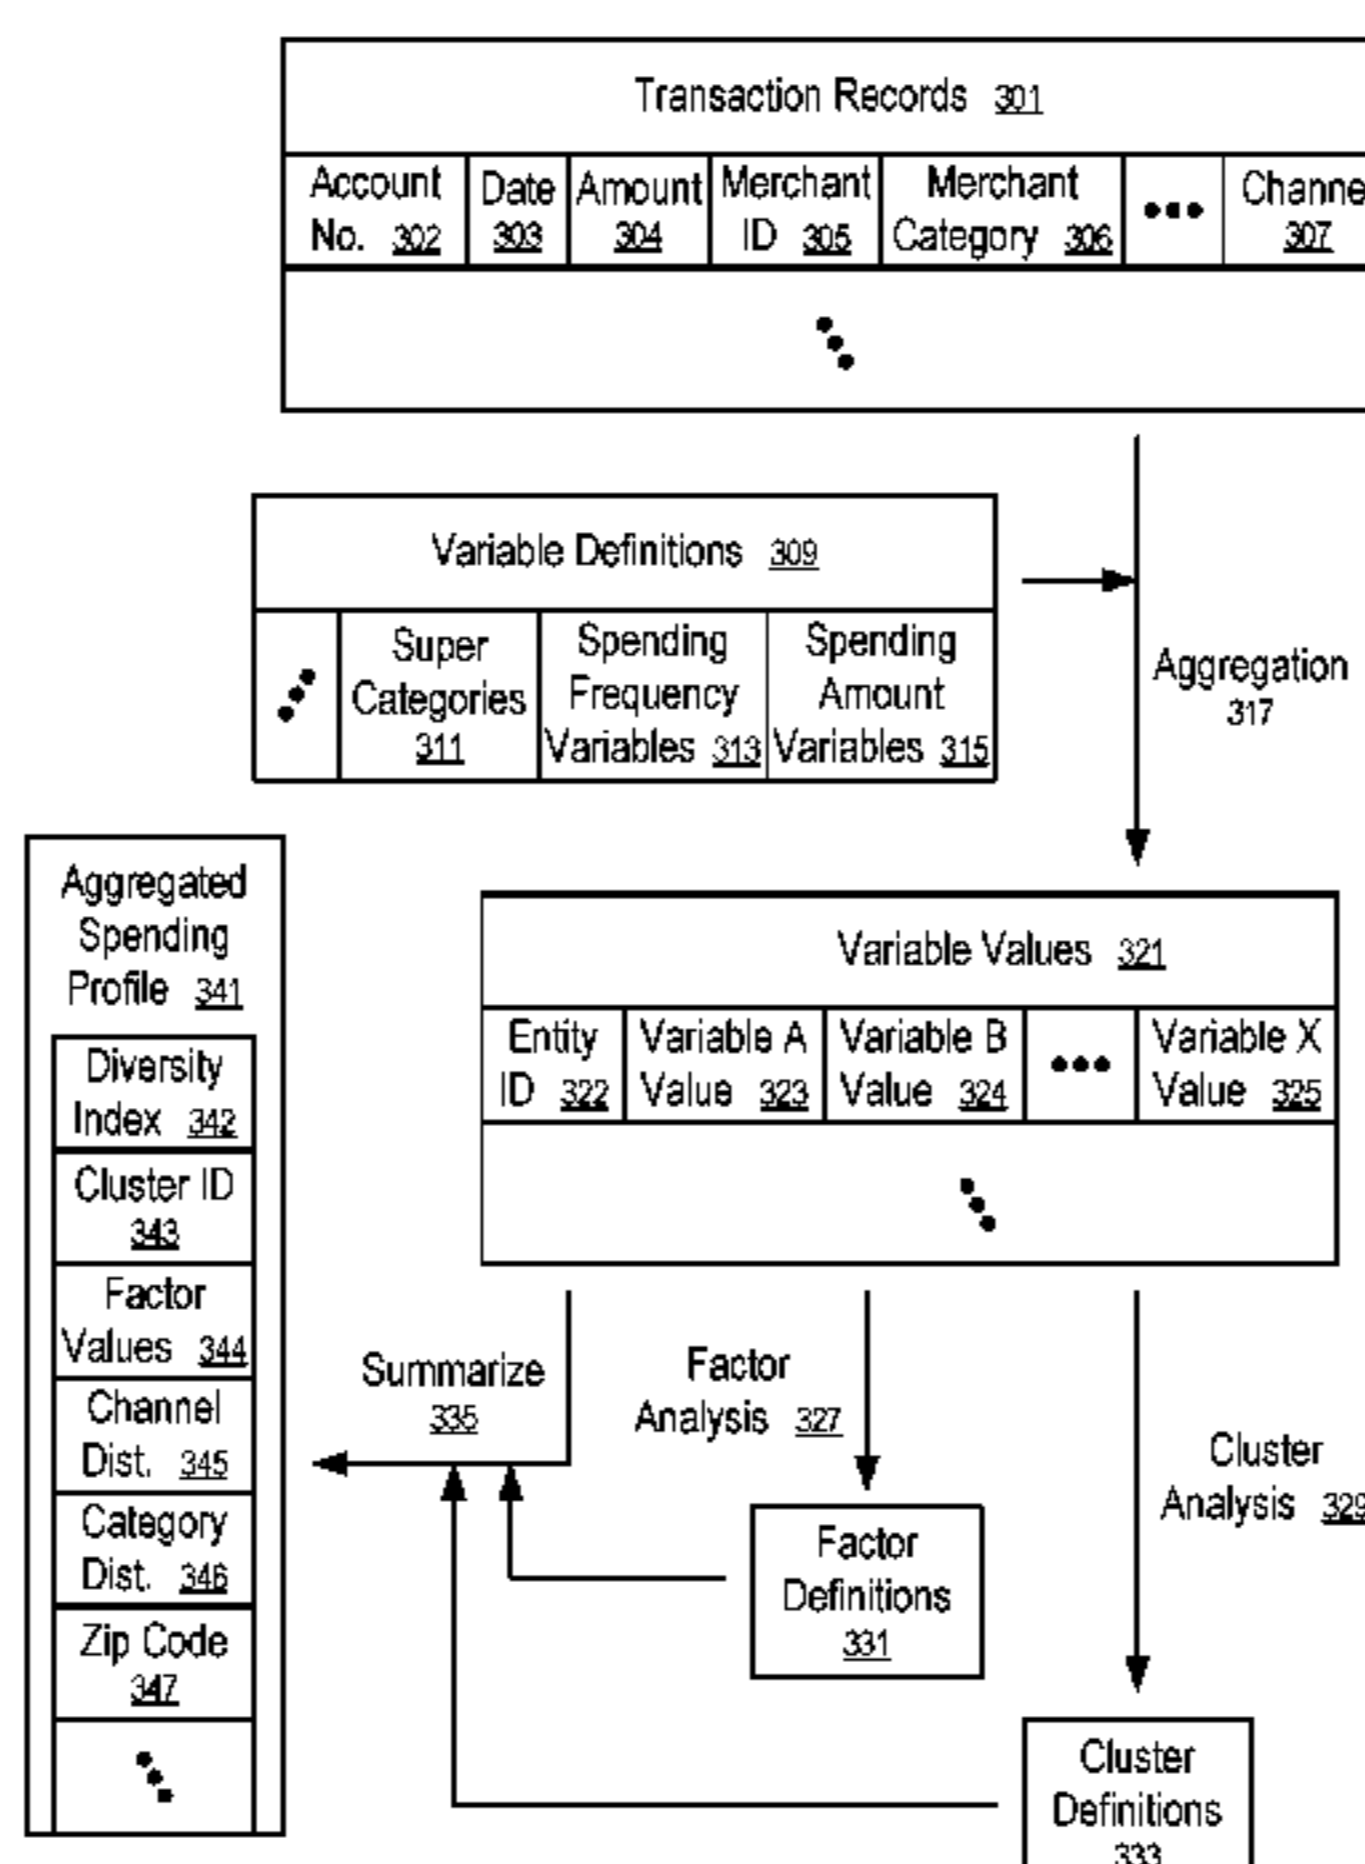 Transaction Records 301
Account
No. 302
Date
303
Amount
304
Merchant
ID 305
Merchant
Category 306
Channe
307
Variable Definitions 309
Super
Categories
311
Spending
Frequency
Variables 313
Spending
Amount
Variables 315
Aggregation
317
Aggregated
Spending
Profile 341
Diversity
Index 342
Cluster ID
343
Factor
Values 344
Channel
Dist. 345
Category
Dist. 346
Zip Code
347
Variable Values 321
Entity
ID 322
Variable A
Value 323
Variable B
Value 324
Variable X
Value 325
Summarize
335
Factor
Analysis 327
Cluster
Analysis 329
Factor
Definitions
331
Cluster
Definitions
333